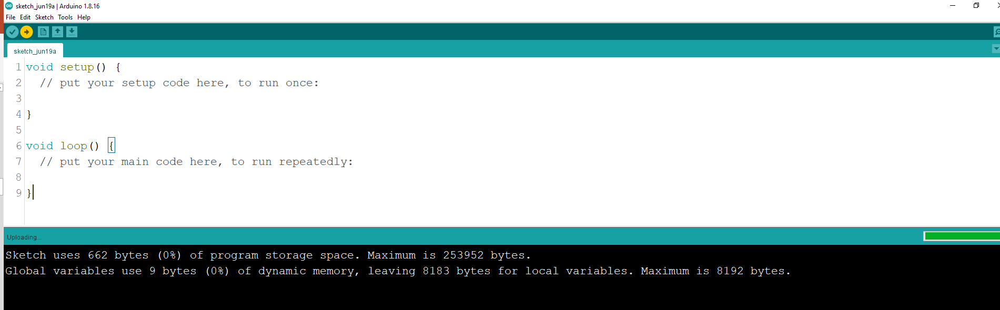 sketch_jun19a | Arduino 1.8.16
File Edit Sketch Tools Help
sketch_jun19a
1 void setup() {
2   // put your setup code here, to run once:
3
4 }
5
6 void loop() {
7   // put your main code here, to run repeatedly:
8
9 }
Uploading...
Sketch uses 662 bytes (0%) of program storage space. Maximum is 253952 bytes.
Global variables use 9 bytes (0%) of dynamic memory, leaving 8183 bytes for local variables. Maximum is 8192 bytes.